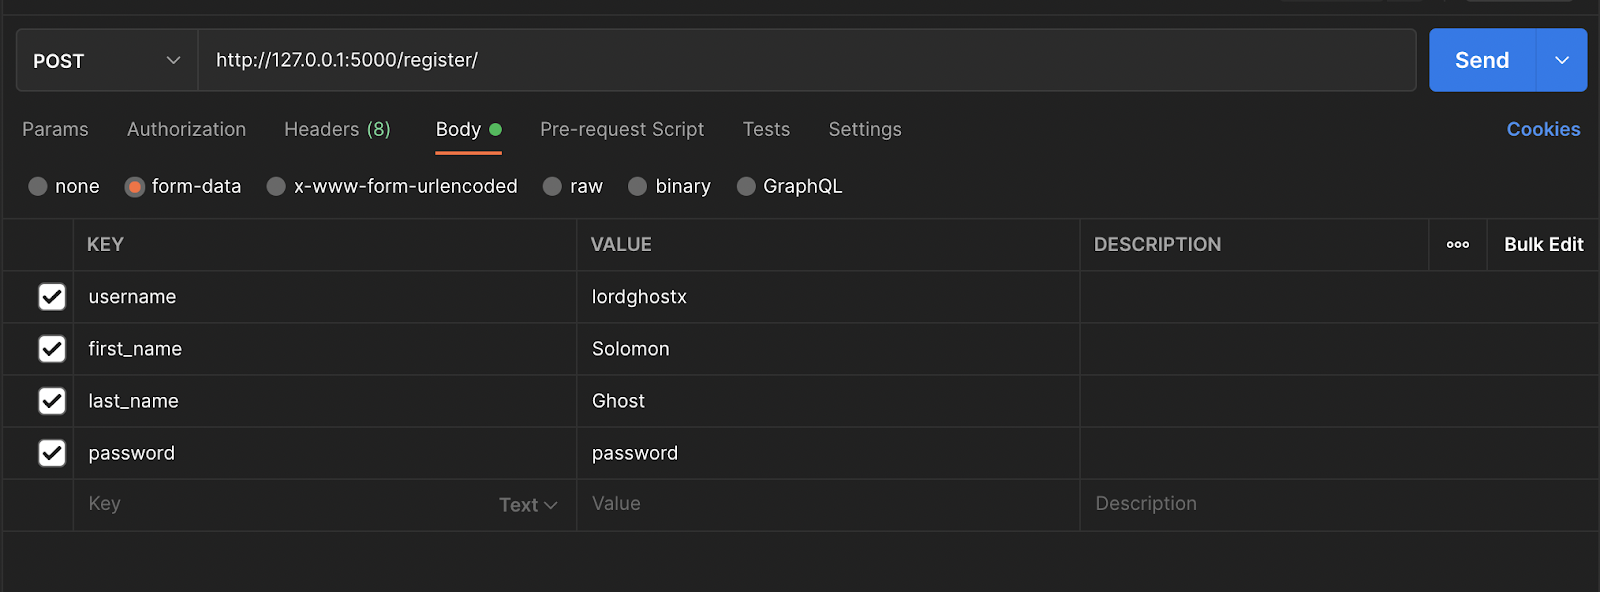 POST http://127.0.0.1:5000/register/ Send
Params Authorization Headers (8) Body Pre-request Script Tests Settings Cookies
none form-data x-www-form-urlencoded raw binary GraphQL
KEY VALUE DESCRIPTION Bulk Edit
username lordghostx
first_name Solomon
last_name Ghost
password password
Key Text Value Description